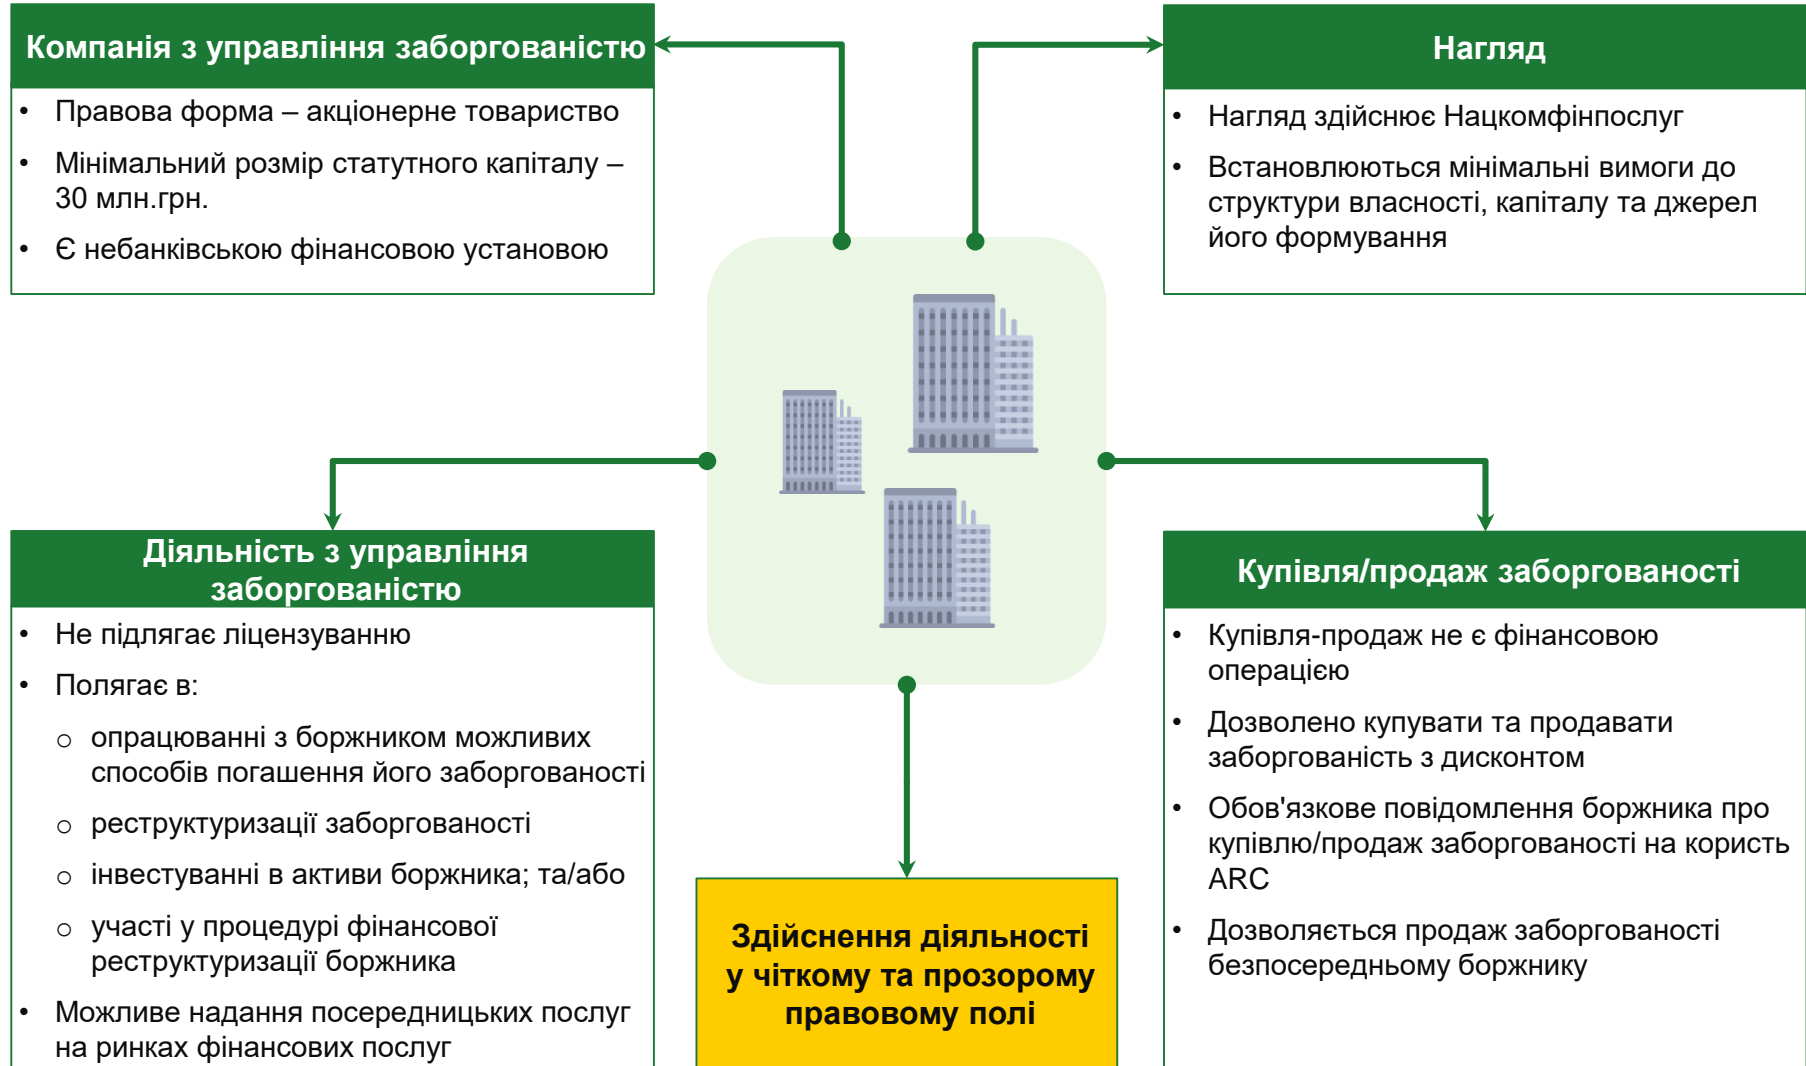 Компанія з управління заборгованістю
• Правова форма – акціонерне товариство
• Мінімальний розмір статутного капіталу –
30 млн.грн.
• Є небанківською фінансовою установою
Нагляд
• Нагляд здійснює Нацкомфінпослуг
• Встановлюються мінімальні вимоги до
структури власності, капіталу та джерел
його формування
Діяльність з управління
заборгованістю
• Не підлягає ліцензуванню
• Полягає в:
o опрацюванні з боржником можливих
способів погашення його заборгованості
o реструктуризації заборгованості
o інвестуванні в активи боржника; та/або
o участі у процедурі фінансової
реструктуризації боржника
• Можливе надання посередницьких послуг
на ринках фінансових послуг
Здійснення діяльності
у чіткому та прозорому
правовому полі
Купівля/продаж заборгованості
• Купівля-продаж не є фінансовою
операцією
• Дозволено купувати та продавати
заборгованість з дисконтом
• Обов'язкове повідомлення боржника про
купівлю/продаж заборгованості на користь
ARC
• Дозволяється продаж заборгованості
безпосередньому боржнику